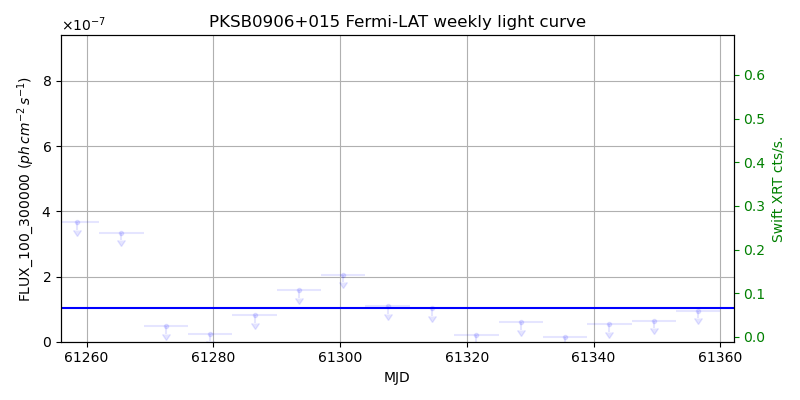 PKSB0906+015 Fermi-LAT weekly light curve
×10⁻⁷
FLUX_100_300000 (ph cm⁻² s⁻¹)
8
6
4
2
0
0.6
0.5
0.4
0.3
0.2
0.1
0.0
Swift XRT cts/s.
61260 61280 61300 61320 61340 61360
MJD